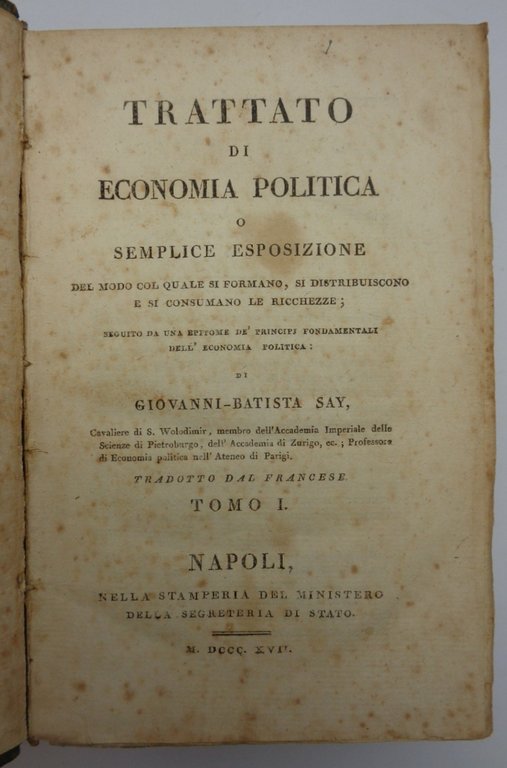 TRATTATO
DI
ECONOMIA POLITICA
O
SEMPLICE ESPOSIZIONE
DEL MODO COL QUALE SI FORMANO, SI DISTRIBUISCONO
E SI CONSUMANO LE RICCHEZZE;
SEGUITO DA UNA EPITOME DE' PRINCIPJ FONDAMENTALI
DELL' ECONOMIA POLITICA:
DI
GIOVANNI-BATISTA SAY,
Cavaliere di S. Wolodimir, membro dell'Accademia Imperiale delle
Scienze di Pietroburgo, dell' Accademia di Zurigo, ec.; Professore
di Economia politica nell' Ateneo di Parigi.
TRADOTTO DAL FRANCESE.
TOMO I.
NAPOLI,
NELLA STAMPERIA DEL MINISTERO
DELLA SEGRETERIA DI STATO.
M. DCCC. XVII.